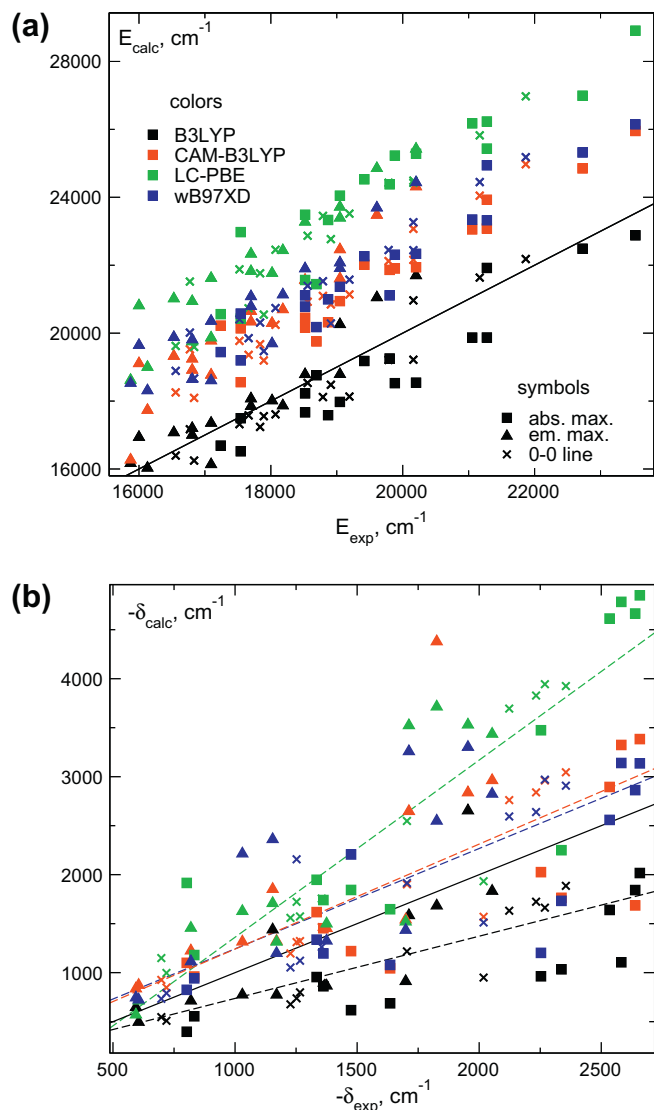 (a)
E_calc, cm⁻¹
28000
colors
B3LYP
CAM-B3LYP
LC-PBE
wB97XD
24000
20000
symbols
abs. max.
em. max.
0-0 line
16000
16000 18000 20000 22000
E_exp, cm⁻¹
(b)
-δ_calc, cm⁻¹
4000
3000
2000
1000
500 1000 1500 2000 2500
-δ_exp, cm⁻¹